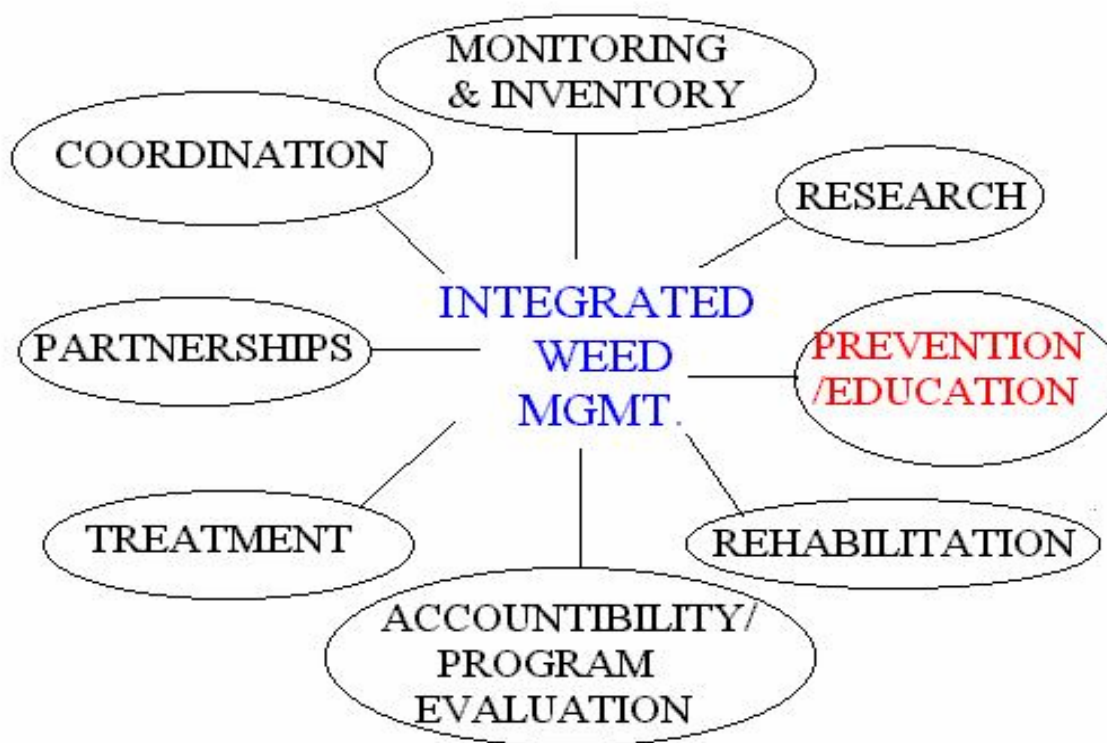 MONITORING
& INVENTORY
COORDINATION
RESEARCH
INTEGRATED
WEED
MGMT.
PARTNERSHIPS
PREVENTION
/EDUCATION
TREATMENT
REHABILITATION
ACCOUNTIBILITY/
PROGRAM
EVALUATION